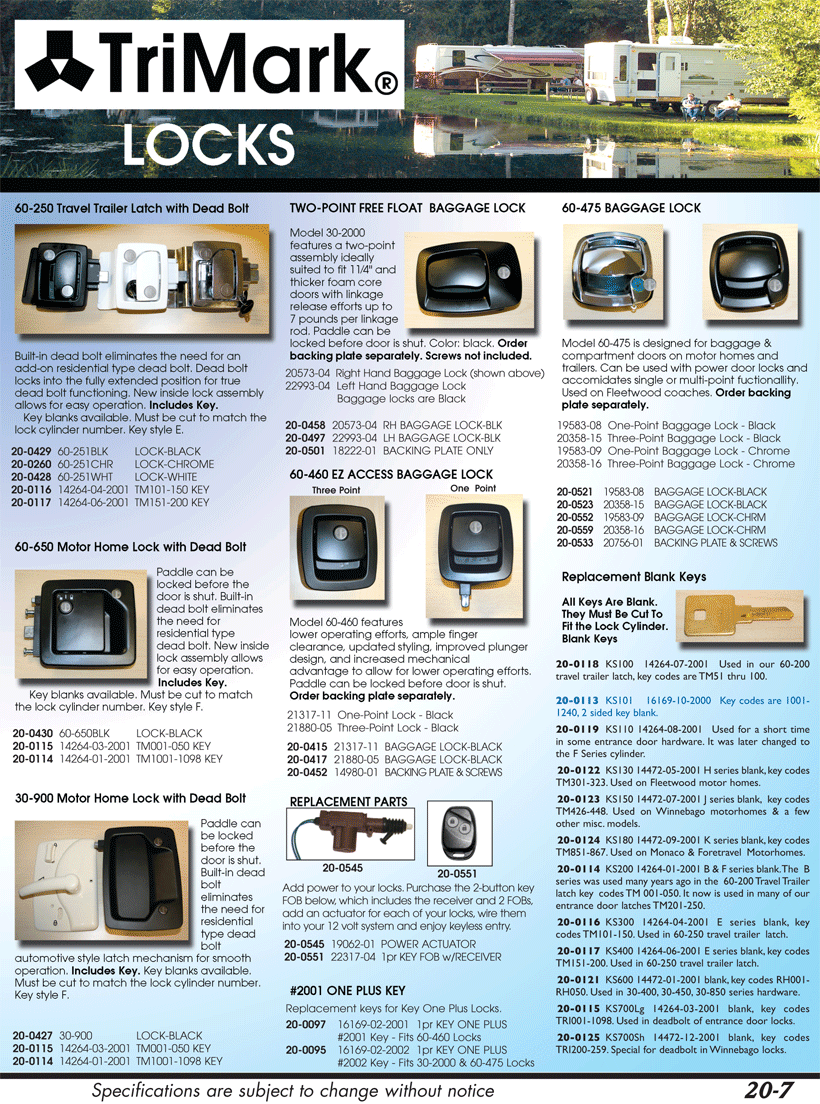 TriMark®
LOCKS
60-250 Travel Trailer Latch with Dead Bolt
Built-in dead bolt eliminates the need for an
add-on residential type dead bolt. Dead bolt
locks into the fully extended position for true
dead bolt functioning. New inside lock assembly
allows for easy operation. Includes Key.
Key blanks available. Must be cut to match the
lock cylinder number. Key style E.
20-0429 60-251BLK LOCK-BLACK
20-0260 60-251CHR LOCK-CHROME
20-0428 60-251WHT LOCK-WHITE
20-0116 14264-04-2001 TM101-150 KEY
20-0117 14264-06-2001 TM151-200 KEY
60-650 Motor Home Lock with Dead Bolt
Paddle can be
locked before the
door is shut. Built-in
dead bolt eliminates
the need for
residential type
dead bolt. New inside
lock assembly allows
for easy operation.
Includes Key.
Key blanks available. Must be cut to match
the lock cylinder number. Key style F.
20-0430 60-650BLK LOCK-BLACK
20-0115 14264-03-2001 TM001-050 KEY
20-0114 14264-01-2001 TM1001-1098 KEY
30-900 Motor Home Lock with Dead Bolt
Paddle can
be locked
before the
door is shut.
Built-in dead
bolt
eliminates
the need for
residential
type dead
bolt
automotive style latch mechanism for smooth
operation. Includes Key. Key blanks available.
Must be cut to match the lock cylinder number.
Key style F.
20-0427 30-900 LOCK-BLACK
20-0115 14264-03-2001 TM001-050 KEY
20-0114 14264-01-2001 TM1001-1098 KEY
TWO-POINT FREE FLOAT BAGGAGE LOCK
Model 30-2000
features a two-point
assembly ideally
suited to fit 11/4" and
thicker foam core
doors with linkage
release efforts up to
7 pounds per linkage
rod. Paddle can be
locked before door is shut. Color: black. Order
backing plate separately. Screws not included.
20573-04 Right Hand Baggage Lock (shown above)
22993-04 Left Hand Baggage Lock
Baggage locks are Black
20-0458 20573-04 RH BAGGAGE LOCK-BLK
20-0497 22993-04 LH BAGGAGE LOCK-BLK
20-0501 18222-01 BACKING PLATE ONLY
60-460 EZ ACCESS BAGGAGE LOCK
Three Point One Point
Model 60-460 features
lower operating efforts, ample finger
clearance, updated styling, improved plunger
design, and increased mechanical
advantage to allow for lower operating efforts.
Paddle can be locked before door is shut.
Order backing plate separately.
21317-11 One-Point Lock - Black
21880-05 Three-Point Lock - Black
20-0415 21317-11 BAGGAGE LOCK-BLACK
20-0417 21880-05 BAGGAGE LOCK-BLACK
20-0452 14980-01 BACKING PLATE & SCREWS
REPLACEMENT PARTS
20-0545
20-0551
Add power to your locks. Purchase the 2-button key
FOB below, which includes the receiver and 2 FOBs,
add an actuator for each of your locks, wire them
into your 12 volt system and enjoy keyless entry.
20-0545 19062-01 POWER ACTUATOR
20-0551 22317-04 1pr KEY FOB w/RECEIVER
#2001 ONE PLUS KEY
Replacement keys for Key One Plus Locks.
20-0097 16169-02-2001 1pr KEY ONE PLUS
#2001 Key - Fits 60-460 Locks
20-0095 16169-02-2002 1pr KEY ONE PLUS
#2002 Key - Fits 30-2000 & 60-475 Locks
60-475 BAGGAGE LOCK
Model 60-475 is designed for baggage &
compartment doors on motor homes and
trailers. Can be used with power door locks and
accomidates single or multi-point fuctionallity.
Used on Fleetwood coaches. Order backing
plate separately.
19583-08 One-Point Baggage Lock - Black
20358-15 Three-Point Baggage Lock - Black
19583-09 One-Point Baggage Lock - Chrome
20358-16 Three-Point Baggage Lock - Chrome
20-0521 19583-08 BAGGAGE LOCK-BLACK
20-0523 20358-15 BAGGAGE LOCK-BLACK
20-0552 19583-09 BAGGAGE LOCK-CHRM
20-0559 20358-16 BAGGAGE LOCK-CHRM
20-0533 20756-01 BACKING PLATE & SCREWS
Replacement Blank Keys
All Keys Are Blank.
They Must Be Cut To
Fit the Lock Cylinder.
Blank Keys
20-0118 KS100 14264-07-2001 Used in our 60-200
travel trailer latch, key codes are TM51 thru 100.
20-0113 KS101 16169-10-2000 Key codes are 1001-
1240, 2 sided key blank.
20-0119 KS110 14264-08-2001 Used for a short time
in some entrance door hardware. It was later changed to
the F Series cylinder.
20-0122 KS130 14472-05-2001 H series blank, key codes
TM301-323. Used on Fleetwood motor homes.
20-0123 KS150 14472-07-2001 J series blank, key codes
TM426-448. Used on Winnebago motorhomes & a few
other misc. models.
20-0124 KS180 14472-09-2001 K series blank, key codes
TM851-867. Used on Monaco & Foretravel Motorhomes.
20-0114 KS200 14264-01-2001 B & F series blank. The B
series was used many years ago in the 60-200 Travel Trailer
latch key codes TM 001-050. It now is used in many of our
entrance door latches TM201-250.
20-0116 KS300 14264-04-2001 E series blank, key
codes TM101-150. Used in 60-250 travel trailer latch.
20-0117 KS400 14264-06-2001 E series blank, key codes
TM151-200. Used in 60-250 travel trailer latch.
20-0121 KS600 14472-01-2001 blank, key codes RH001-
RH050. Used in 30-400, 30-450, 30-850 series hardware.
20-0115 KS700Lg 14264-03-2001 blank, key codes
TRI001-1098. Used in deadbolt of entrance door locks.
20-0125 KS700Sh 14472-12-2001 blank, key codes
TRI200-259. Special for deadbolt in Winnebago locks.
Specifications are subject to change without notice
20-7